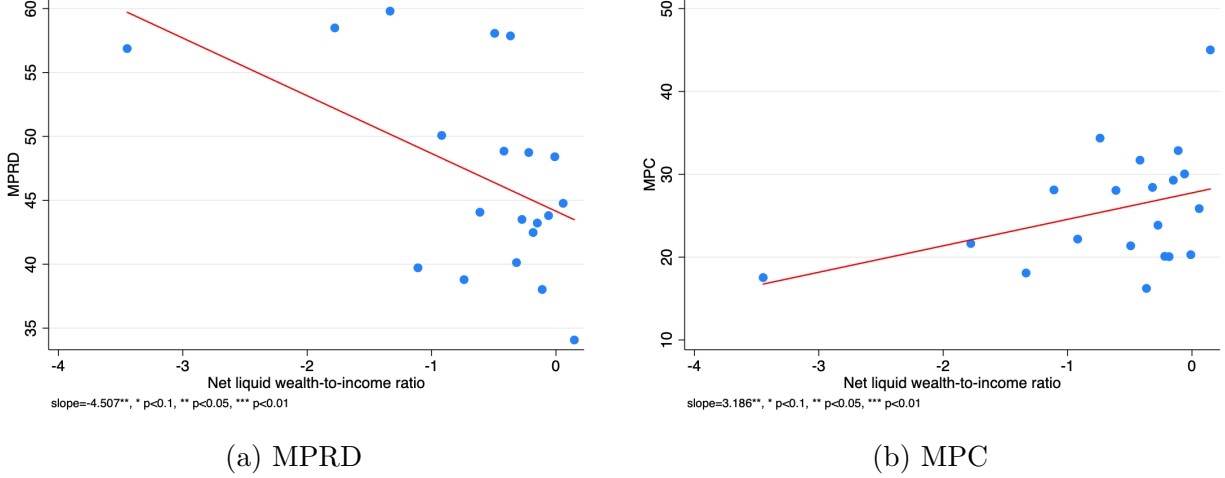 60
55
50
45
40
35
MPRD
-4
-3
-2
-1
0
Net liquid wealth-to-income ratio
slope=-4.507**, * p<0.1, ** p<0.05, *** p<0.01
(a) MPRD
50
40
30
20
10
MPC
-4
-3
-2
-1
0
Net liquid wealth-to-income ratio
slope=3.186**, * p<0.1, ** p<0.05, *** p<0.01
(b) MPC